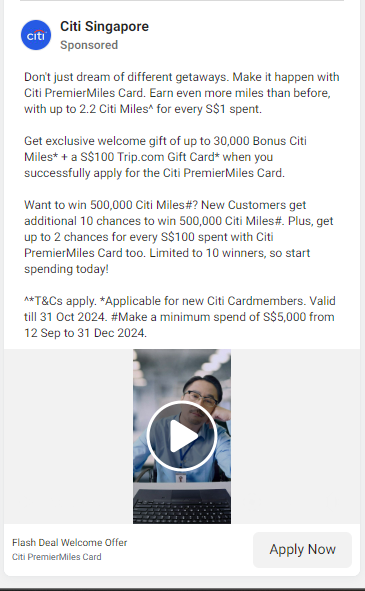 citi
Citi Singapore
Sponsored
Don't just dream of different getaways. Make it happen with
Citi PremierMiles Card. Earn even more miles than before,
with up to 2.2 Citi Miles^ for every S$1 spent.
Get exclusive welcome gift of up to 30,000 Bonus Citi
Miles* + a S$100 Trip.com Gift Card* when you
successfully apply for the Citi PremierMiles Card.
Want to win 500,000 Citi Miles#? New Customers get
additional 10 chances to win 500,000 Citi Miles#. Plus, get
up to 2 chances for every S$100 spent with Citi
PremierMiles Card too. Limited to 10 winners, so start
spending today!
^*T&Cs apply. *Applicable for new Citi Cardmembers. Valid
till 31 Oct 2024. #Make a minimum spend of S$5,000 from
12 Sep to 31 Dec 2024.
Flash Deal Welcome Offer
Citi PremierMiles Card
Apply Now